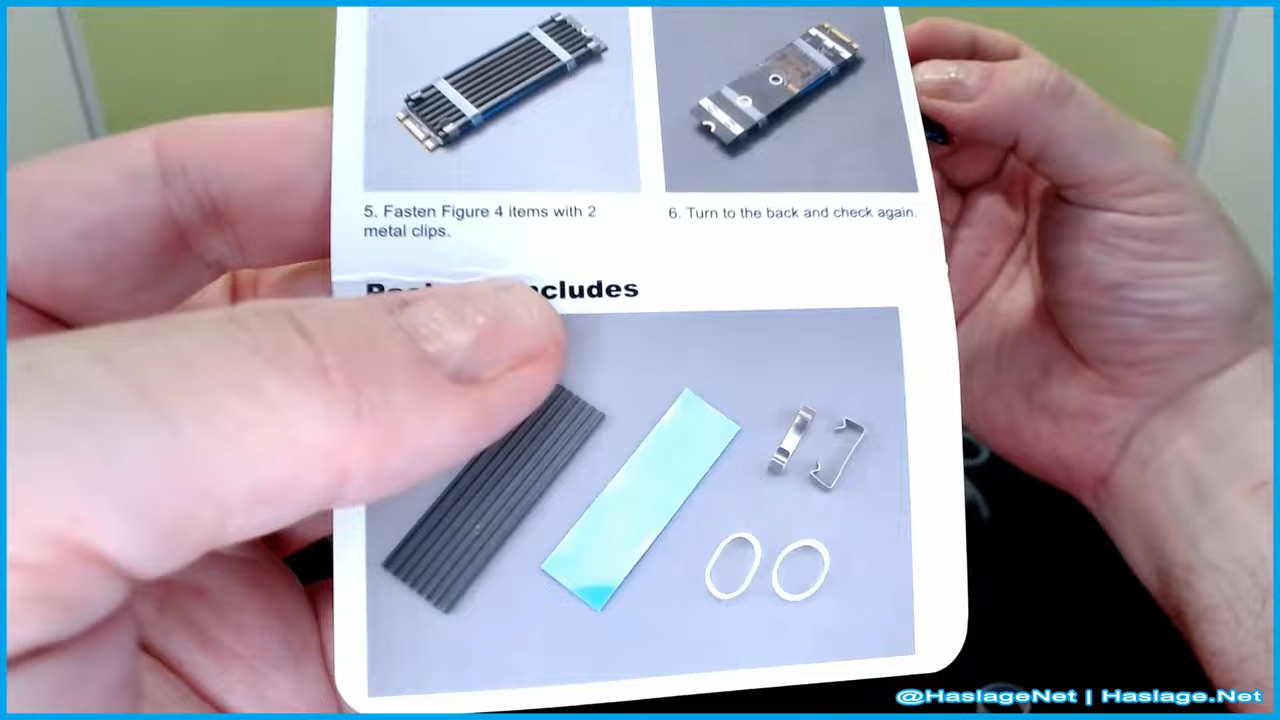 5. Fasten Figure 4 items with 2
metal clips.
6. Turn to the back and check again.
@HaslageNet | Haslage.Net